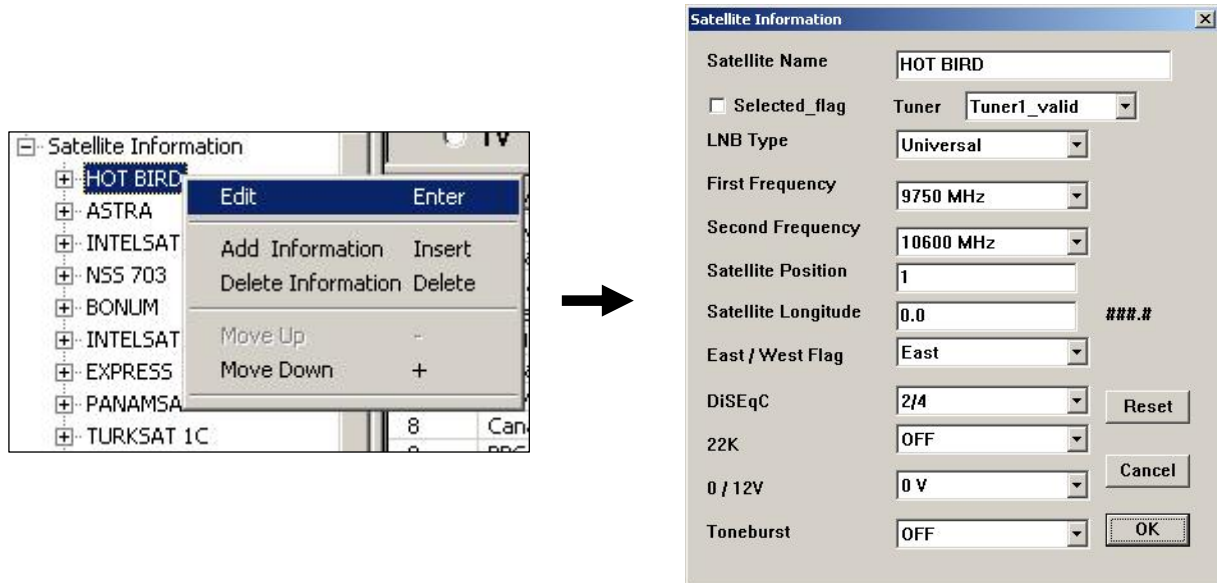 Satellite Information
HOT BIRD
ASTRA
INTELSAT
NSS 703
BONUM
INTELSAT
EXPRESS
PANAMSA
TURKSAT 1C
TV
Edit Enter
Add Information Insert
Delete Information Delete
Move Up -
Move Down +
8 Can
Satellite Information
Satellite Name HOT BIRD
Selected_flag Tuner Tuner1_valid
LNB Type Universal
First Frequency 9750 MHz
Second Frequency 10600 MHz
Satellite Position 1
Satellite Longitude 0.0 ###.#
East / West Flag East
DiSEqC 2/4 Reset
22K OFF
Cancel
0 / 12V 0 V
Toneburst OFF OK